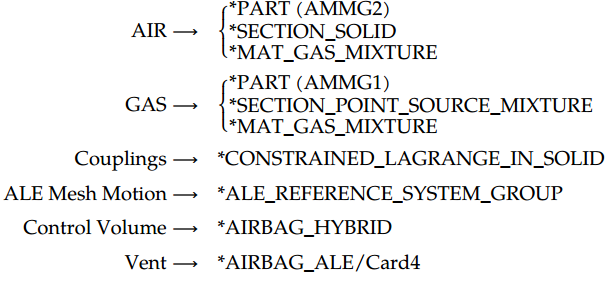 *PART (AMMG2)
AIR → *SECTION_SOLID
*MAT_GAS_MIXTURE
*PART (AMMG1)
GAS → *SECTION_POINT_SOURCE_MIXTURE
*MAT_GAS_MIXTURE
Couplings → *CONSTRAINED_LAGRANGE_IN_SOLID
ALE Mesh Motion → *ALE_REFERENCE_SYSTEM_GROUP
Control Volume → *AIRBAG_HYBRID
Vent → *AIRBAG_ALE/Card4